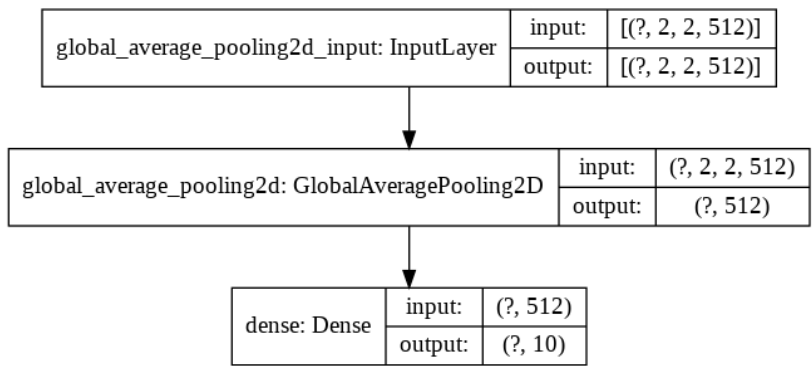 global_average_pooling2d_input: InputLayer
input: [(?, 2, 2, 512)]
output: [(?, 2, 2, 512)]
global_average_pooling2d: GlobalAveragePooling2D
input: (?, 2, 2, 512)
output: (?, 512)
dense: Dense
input: (?, 512)
output: (?, 10)